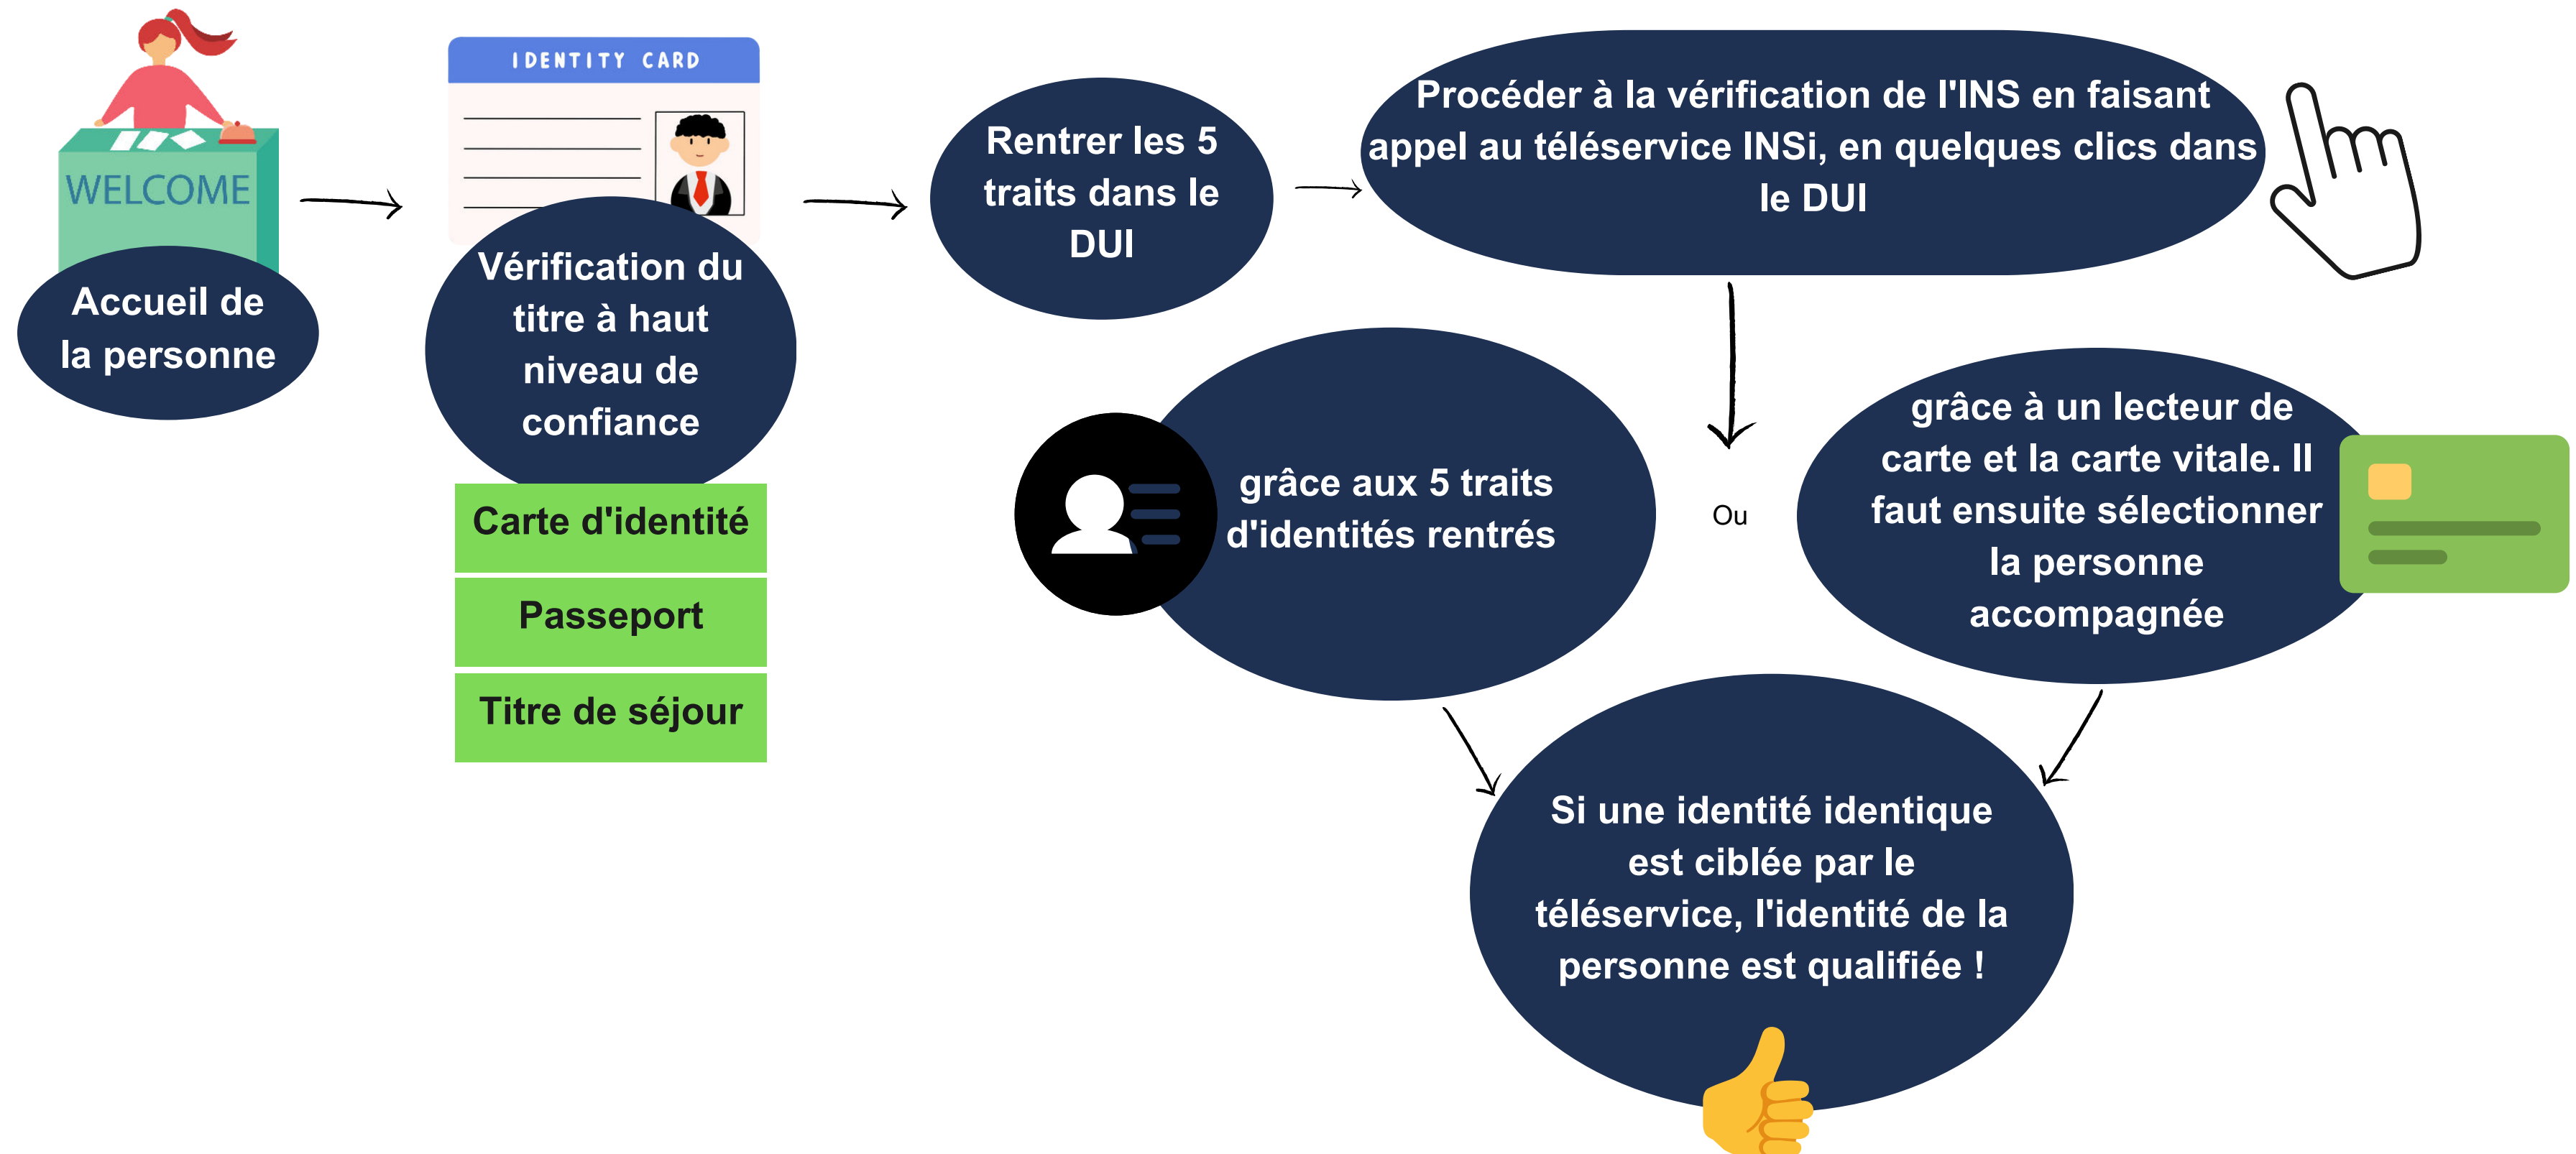 WELCOME
Accueil de
la personne
IDENTITY CARD
Vérification du
titre à haut
niveau de
confiance
Carte d'identité
Passeport
Titre de séjour
Rentrer les 5
traits dans le
DUI
Procéder à la vérification de l'INS en faisant
appel au téléservice INSi, en quelques clics dans
le DUI
grâce aux 5 traits
d'identités rentrés
Ou
grâce à un lecteur de
carte et la carte vitale. Il
faut ensuite sélectionner
la personne
accompagnée
Si une identité identique
est ciblée par le
téléservice, l'identité de la
personne est qualifiée !